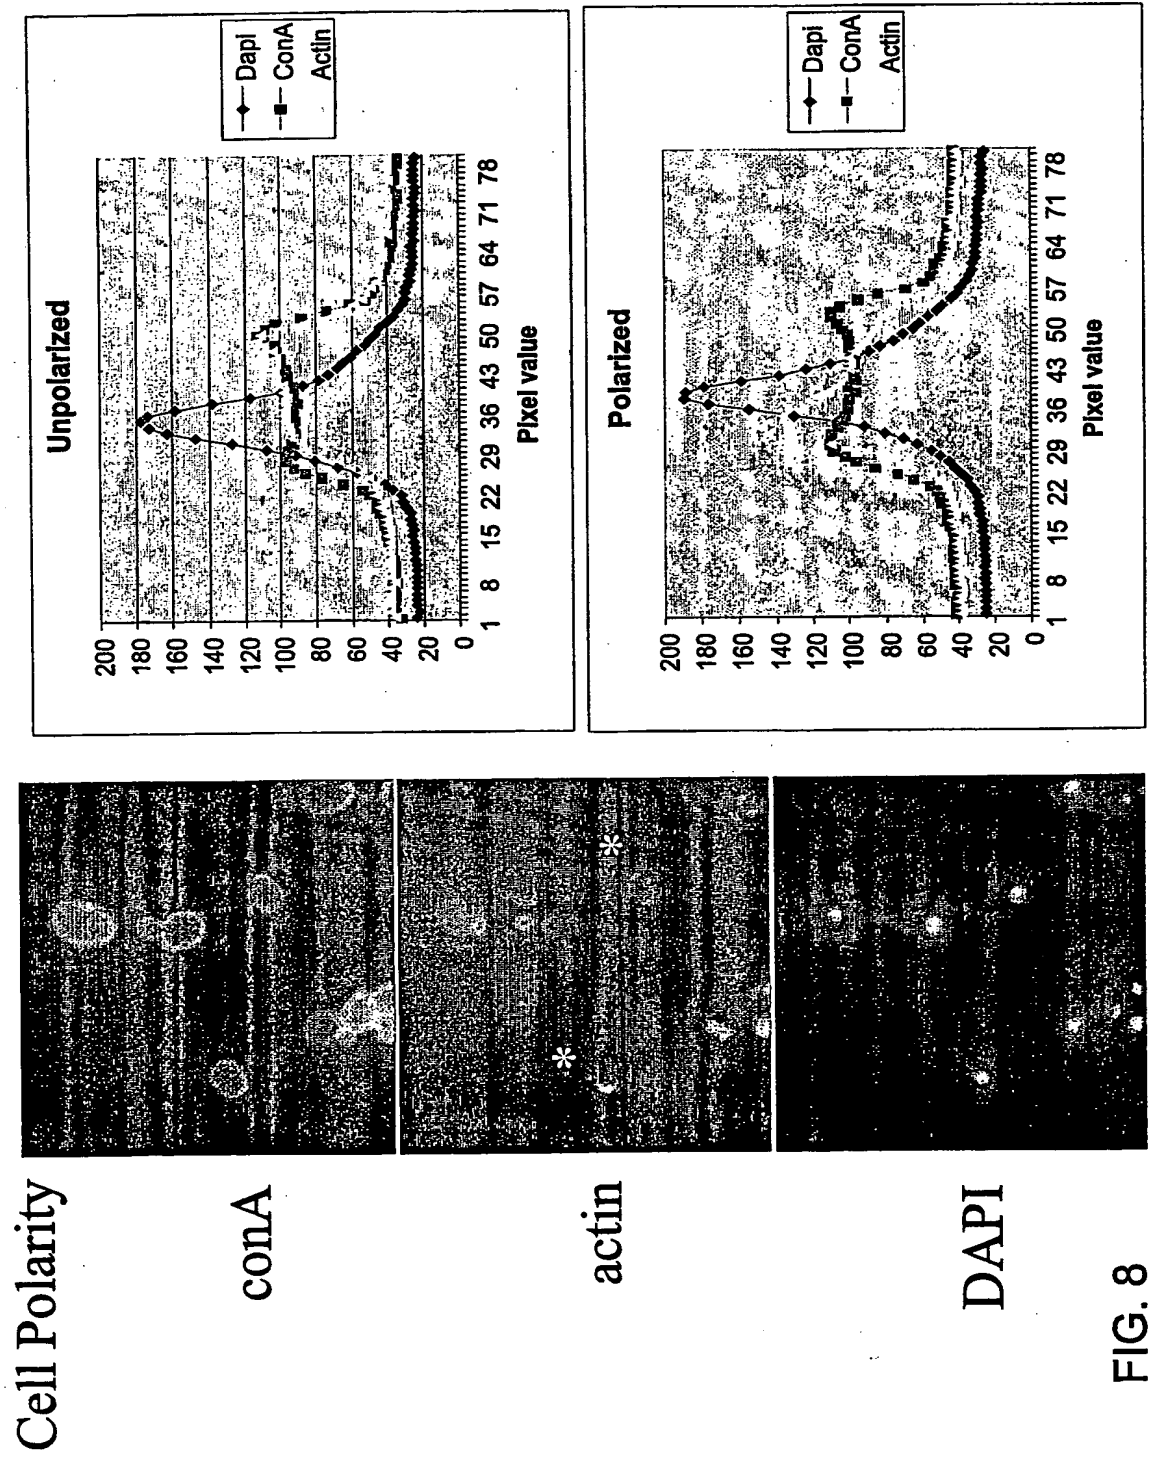 Cell Polarity
conA
actin
*
*
DAPI
Unpolarized
200
180
160
140
120
100
80
60
40
20
0
1 8 15 22 29 36 43 50 57 64 71 78
Pixel value
Dapi
ConA
Actin
Polarized
200
180
160
140
120
100
80
60
40
20
0
1 8 15 22 29 36 43 50 57 64 71 78
Pixel value
Dapi
ConA
Actin
FIG. 8